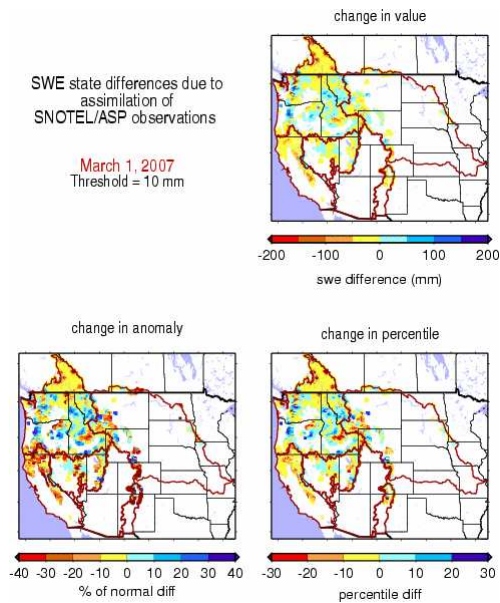 change in value
SWE state differences due to
assimilation of
SNOTEL/ASP observations
March 1, 2007
Threshold = 10 mm
-200 -100 0 100 200
swe difference (mm)
change in anomaly
change in percentile
-40 -30 -20 -10 0 10 20 30 40
% of normal diff
-30 -20 -10 0 10 20 30
percentile diff